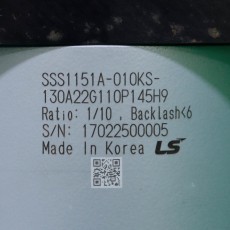 SSS1151A-010KS-
130A22G110P145H9
Ratio: 1/10 , Backlash<6
S/N: 17022500005
Made In Korea LS